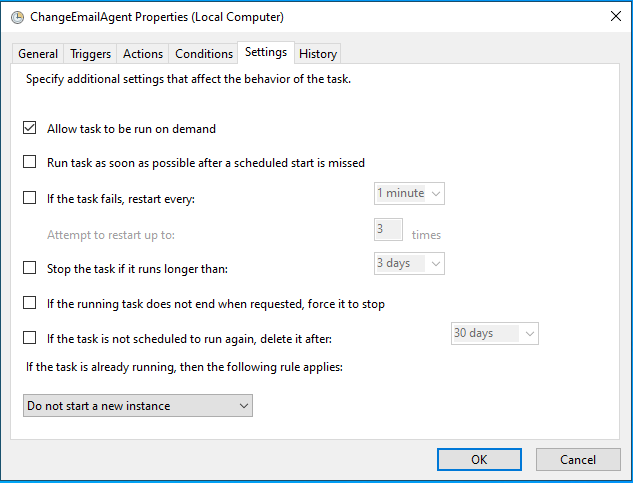 ChangeEmailAgent Properties (Local Computer)
General Triggers Actions Conditions Settings History
Specify additional settings that affect the behavior of the task.
Allow task to be run on demand
Run task as soon as possible after a scheduled start is missed
If the task fails, restart every: 1 minute
Attempt to restart up to: 3 times
Stop the task if it runs longer than: 3 days
If the running task does not end when requested, force it to stop
If the task is not scheduled to run again, delete it after: 30 days
If the task is already running, then the following rule applies:
Do not start a new instance
OK Cancel